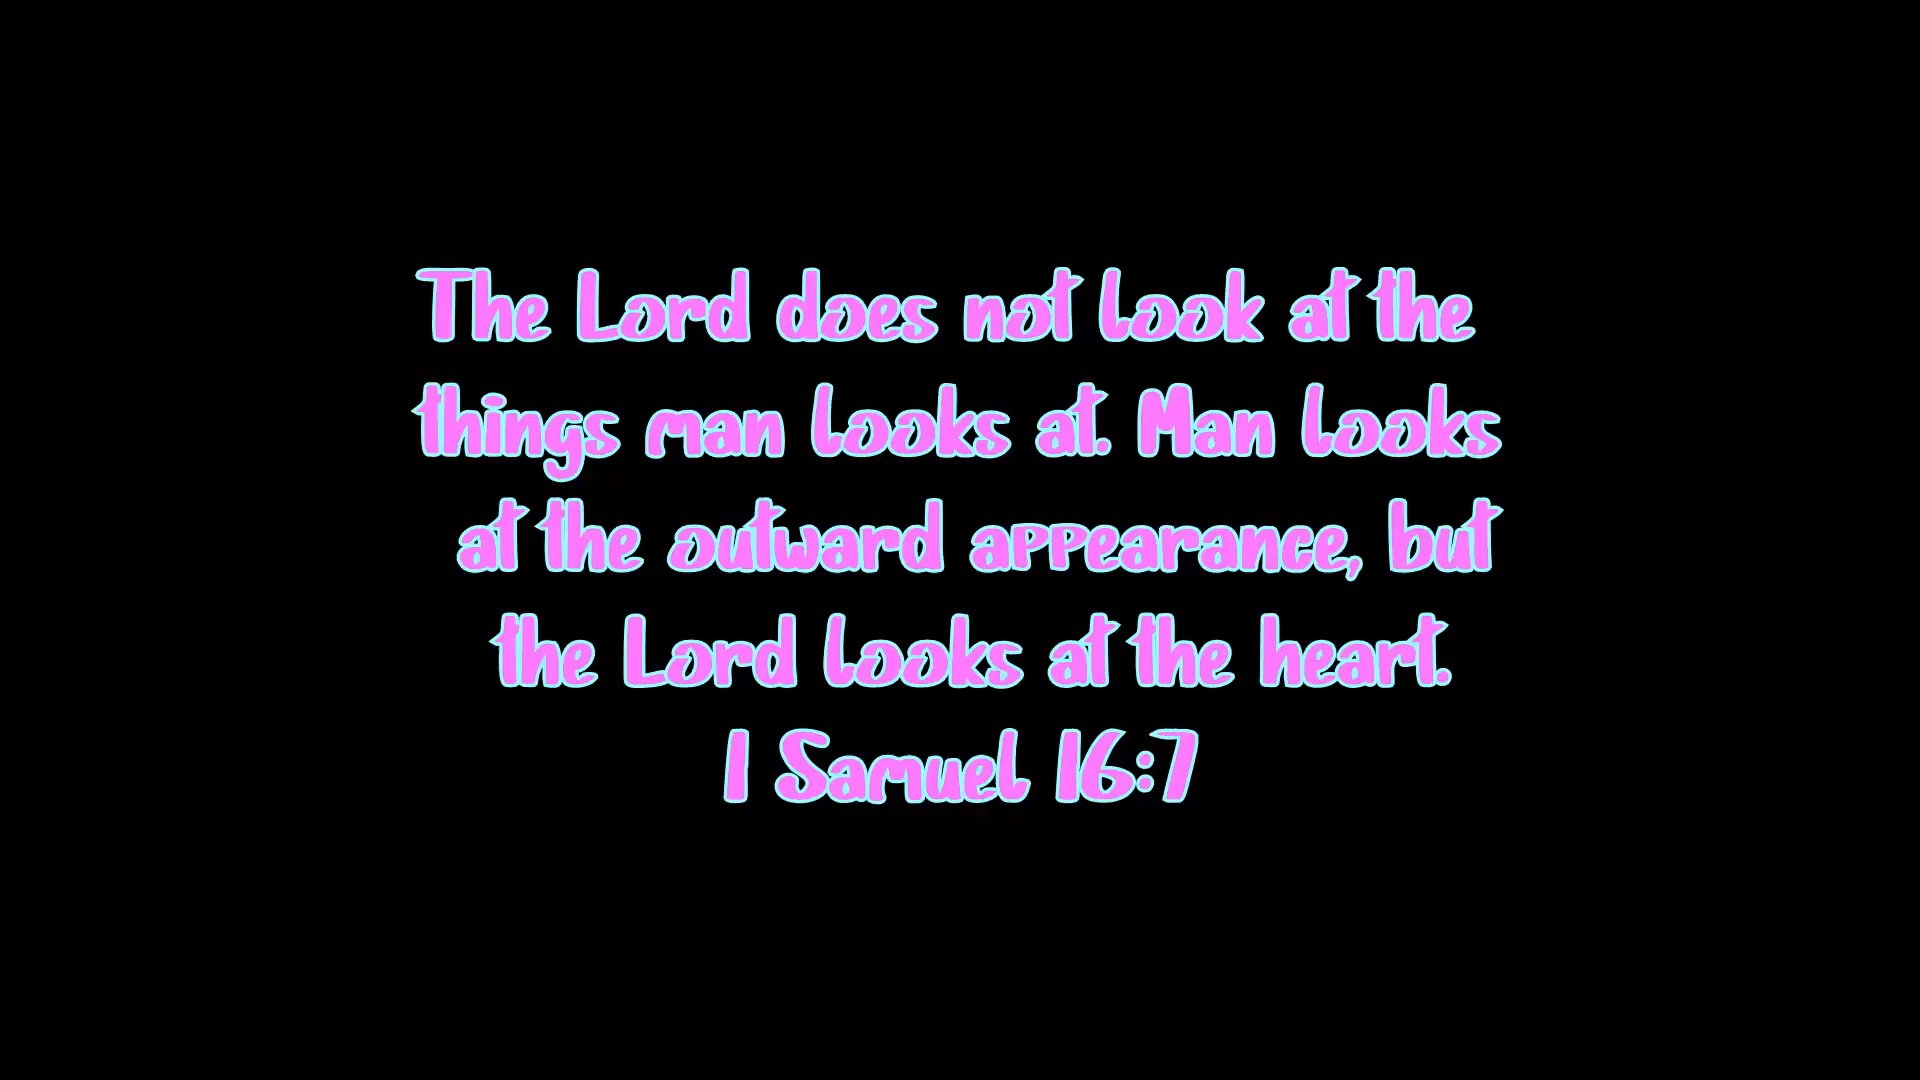 The Lord does not look at the
things man looks at. Man looks
at the outward appearance, but
the Lord looks at the heart.
1 Samuel 16:7